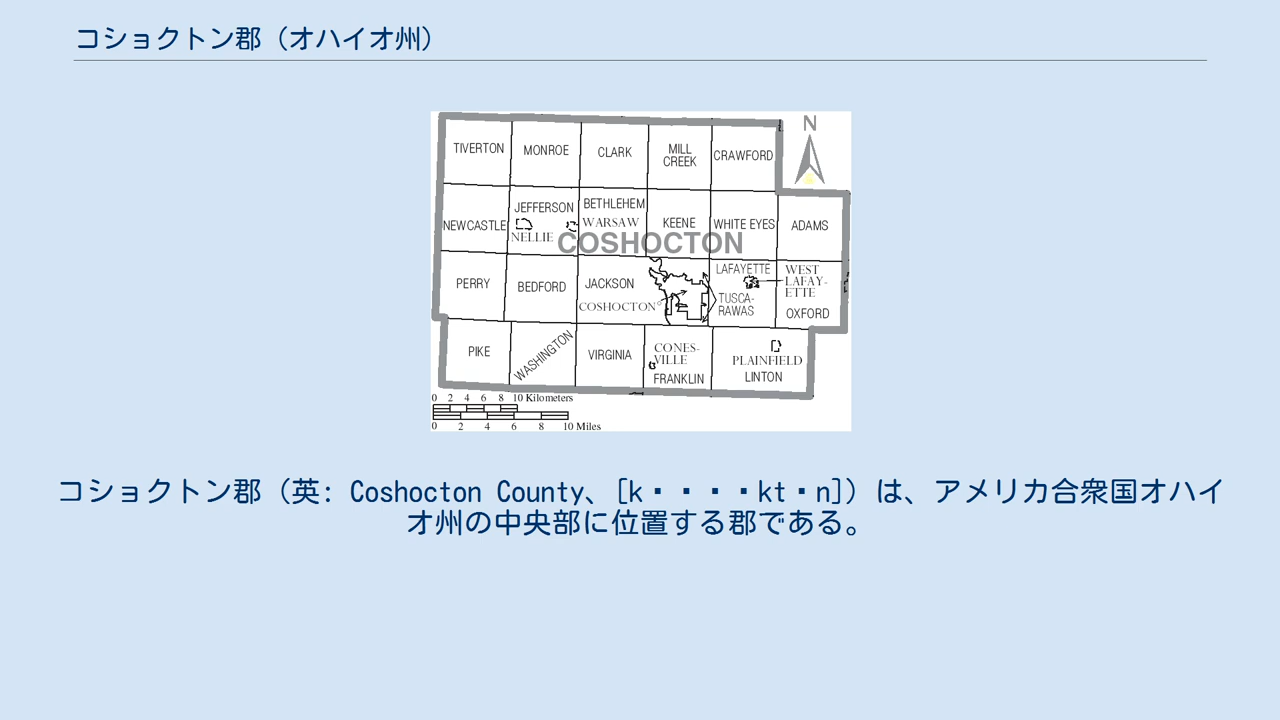 コショクトン郡（オハイオ州）
N
TIVERTON
MONROE
CLARK
MILL
CREEK
CRAWFORD
NEWCASTLE
JEFFERSON
NELLIE
BETHLEHEM
WARSAW
KEENE
WHITE EYES
ADAMS
COSHOCTON
PERRY
BEDFORD
JACKSON
COSHOCTON
LAFAYETTE
TUSCA-
RAWAS
WEST
LAFAY-
ETTE
OXFORD
PIKE
WASHINGTON
VIRGINIA
CONES-
VILLE
FRANKLIN
PLAINFIELD
LINTON
0 2 4 6 8 10 Kilometers
0 2 4 6 8 10 Miles
コショクトン郡（英: Coshocton County、[k・・・・kt・n]）は、アメリカ合衆国オハイ
オ州の中央部に位置する郡である。